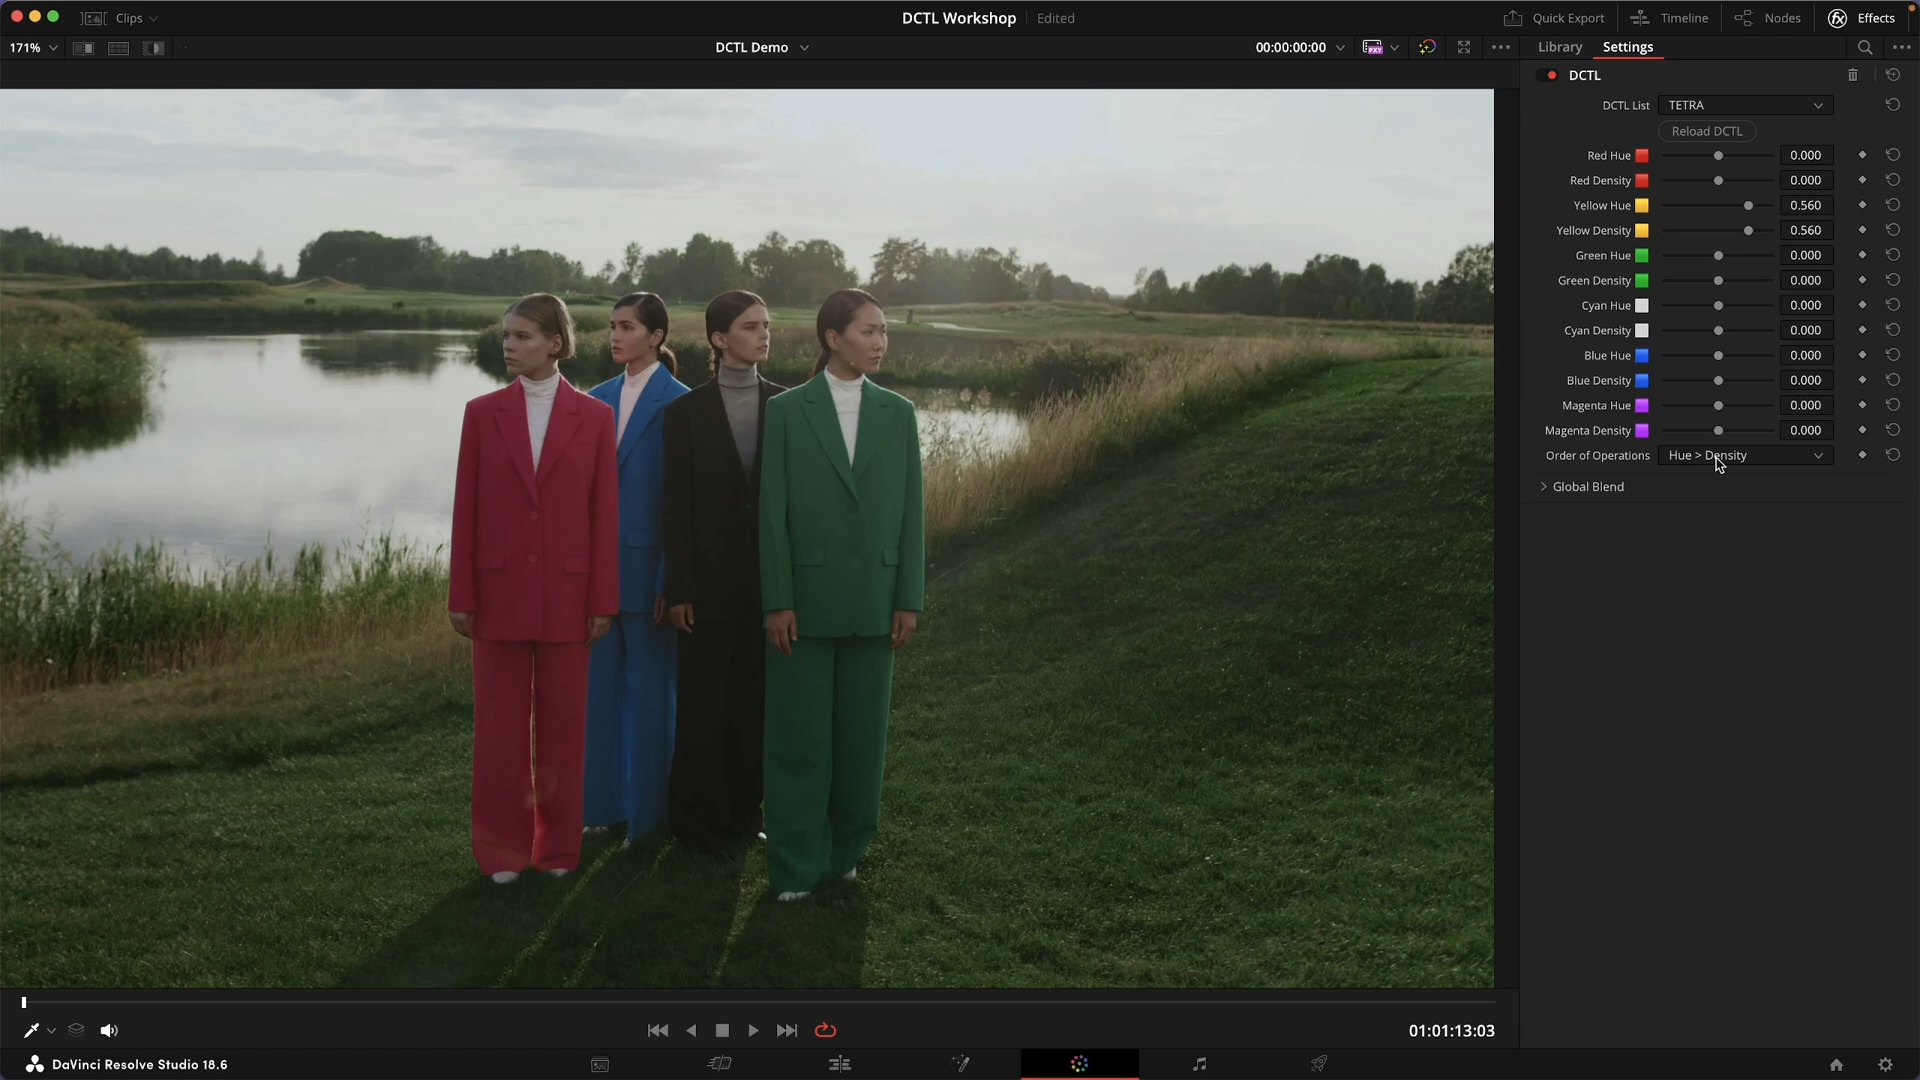 Clips
DCTL Workshop Edited
Quick Export Timeline Nodes Effects
171%
DCTL Demo
00:00:00:00
PXY
Library Settings
DCTL
DCTL List TETRA
Reload DCTL
Red Hue 0.000
Red Density 0.000
Yellow Hue 0.560
Yellow Density 0.560
Green Hue 0.000
Green Density 0.000
Cyan Hue 0.000
Cyan Density 0.000
Blue Hue 0.000
Blue Density 0.000
Magenta Hue 0.000
Magenta Density 0.000
Order of Operations Hue > Density
Global Blend
01:01:13:03
DaVinci Resolve Studio 18.6